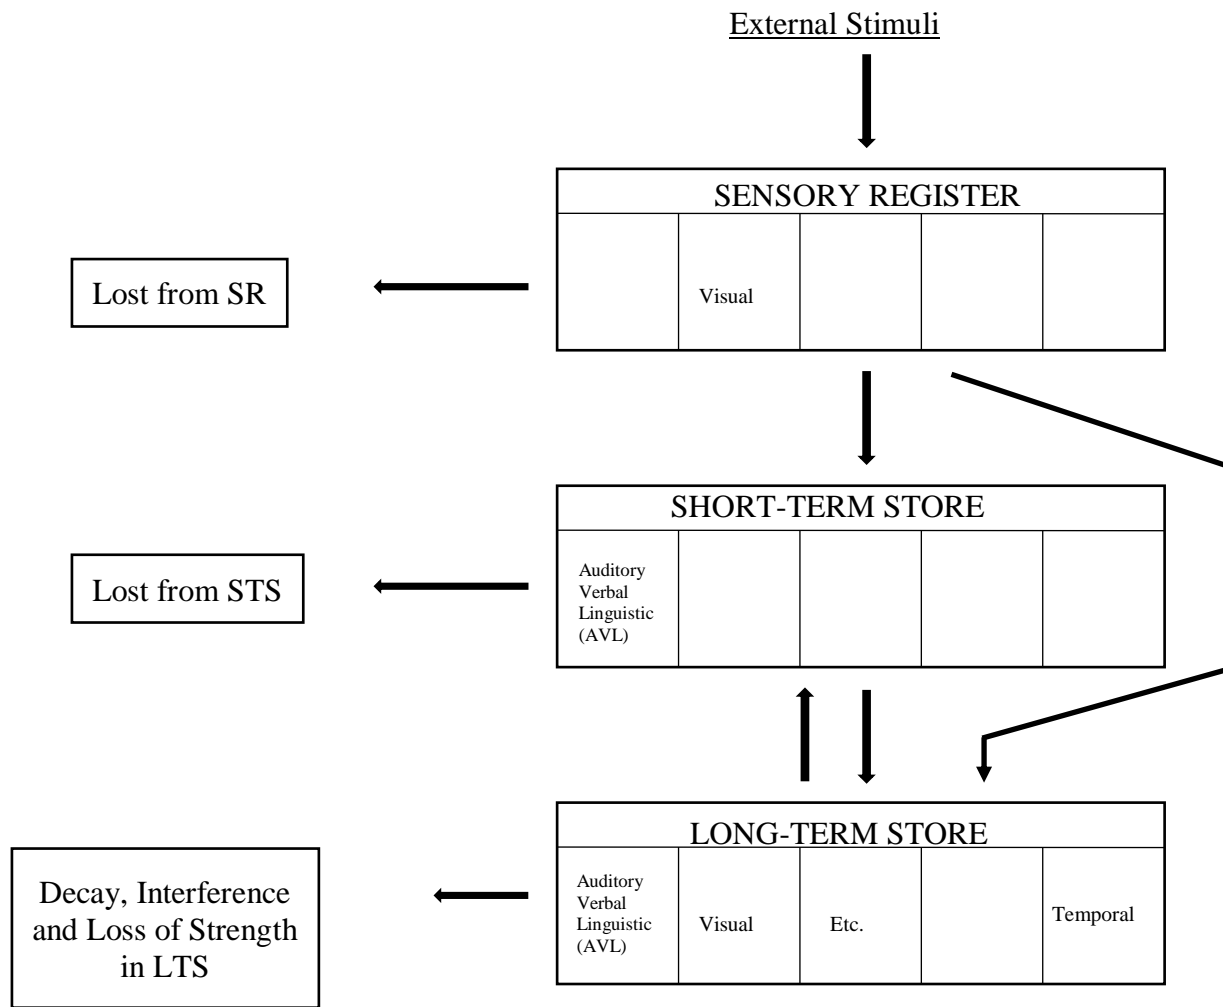 External Stimuli
SENSORY REGISTER
Lost from SR
Visual
SHORT-TERM STORE
Lost from STS
Auditory
Verbal
Linguistic
(AVL)
LONG-TERM STORE
Decay, Interference
and Loss of Strength
in LTS
Auditory
Verbal
Linguistic
(AVL)
Visual
Etc.
Temporal